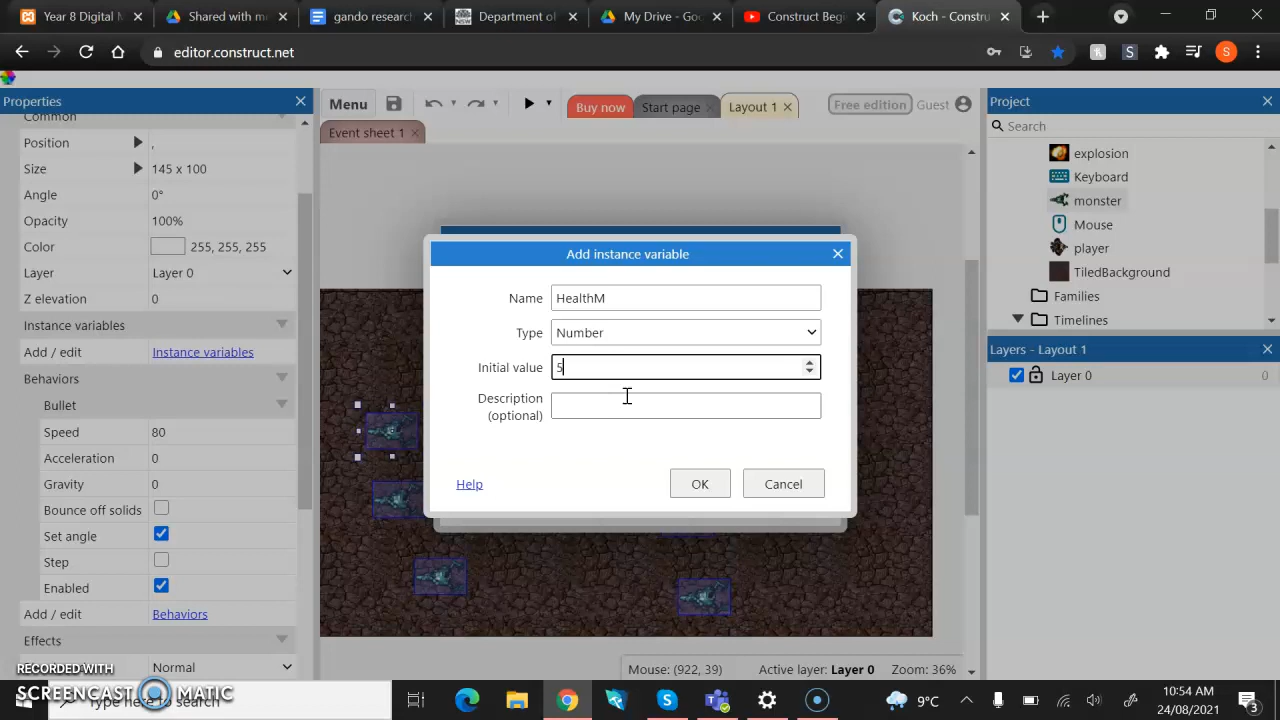 Year 8 Modern
Shared with m
gando resear
Department of
My Drive - Goo
Construct Begi
Koch - Constru
editor.construct.net
Properties
Menu
Buy now
Start page
Layout 1
Free edition
Guest
Project
Event sheet 1
Search
Common
Position
,
Size
145 x 100
Angle
0°
Opacity
100%
Color
255, 255, 255
Layer
Layer 0
Z elevation
0
Instance variables
Add / edit
Instance variables
Behaviors
Bullet
Speed
80
Acceleration
0
Gravity
0
Bounce off solids
Set angle
Step
Enabled
Add / edit
Behaviors
Effects
Normal
Add instance variable
Name
HealthM
Type
Number
Initial value
5
Description
(optional)
Help
OK
Cancel
explosion
Keyboard
monster
Mouse
player
TiledBackground
Families
Timelines
Layers - Layout 1
Layer 0
0
Mouse: (922, 39)
Active layer: Layer 0
Zoom: 36%
RECORDED WITH
SCREENCAST MATIC
Type here to search
9°C
10:54 AM
24/08/2021
3